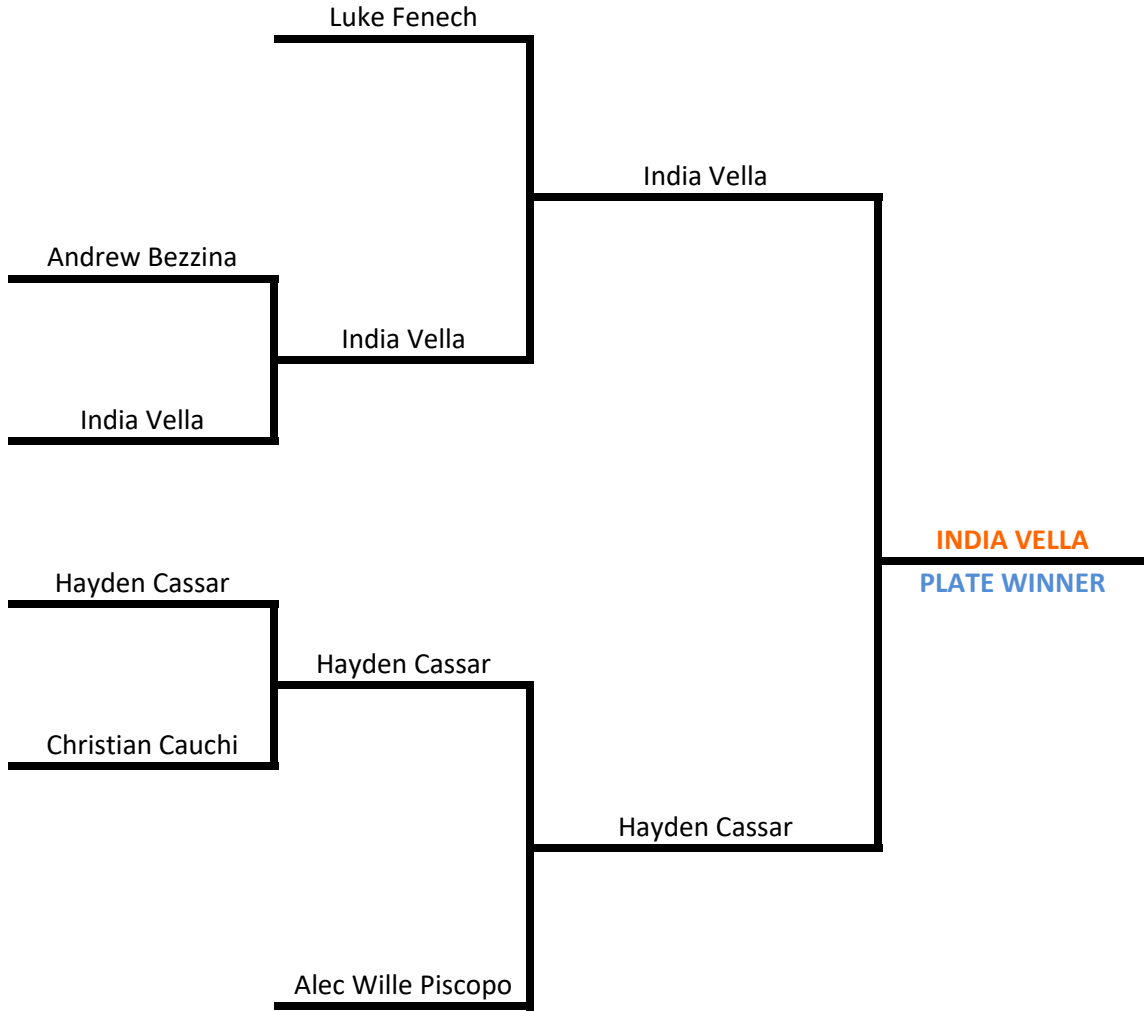 Luke Fenech
India Vella
Andrew Bezzina
India Vella
India Vella
INDIA VELLA
PLATE WINNER
Hayden Cassar
Hayden Cassar
Christian Cauchi
Hayden Cassar
Alec Wille Piscopo